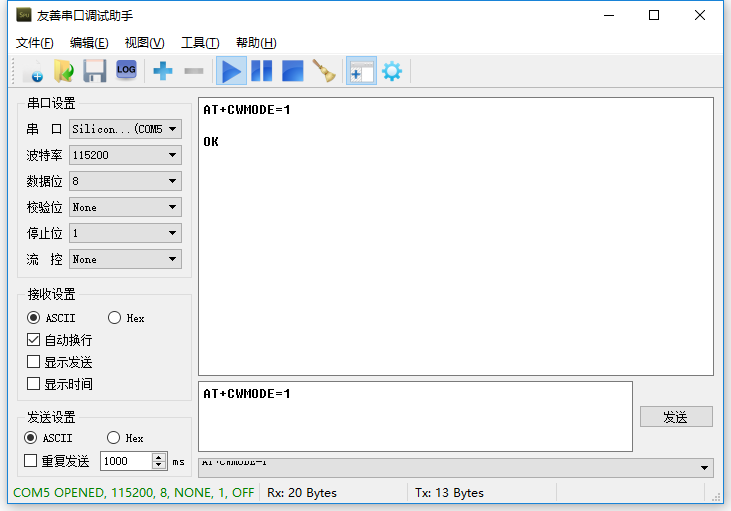 友善串口调试助手
文件(F) 编辑(E) 视图(V) 工具(T) 帮助(H)
LOG
串口设置
串 口 Silicon...(COM5
波特率 115200
数据位 8
校验位 None
停止位 1
流 控 None
接收设置
ASCII Hex
自动换行
显示发送
显示时间
发送设置
ASCII Hex
重复发送 1000 ms
AT+CWMODE=1
OK
AT+CWMODE=1
发送
AT+CWMODE=1
COM5 OPENED, 115200, 8, NONE, 1, OFF Rx: 20 Bytes Tx: 13 Bytes